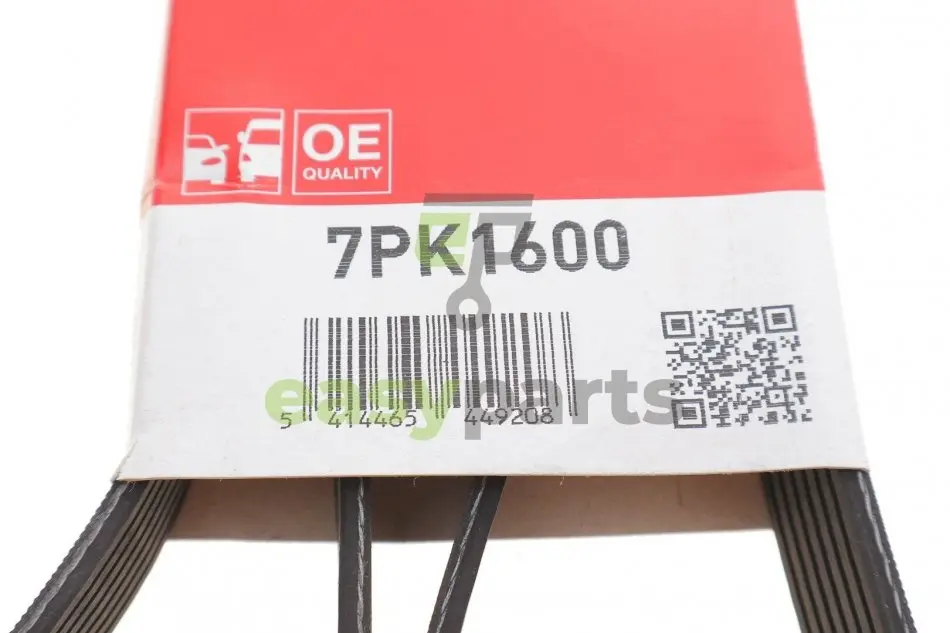 OE
QUALITY
7PK1600
easyparts
5 414465 449208